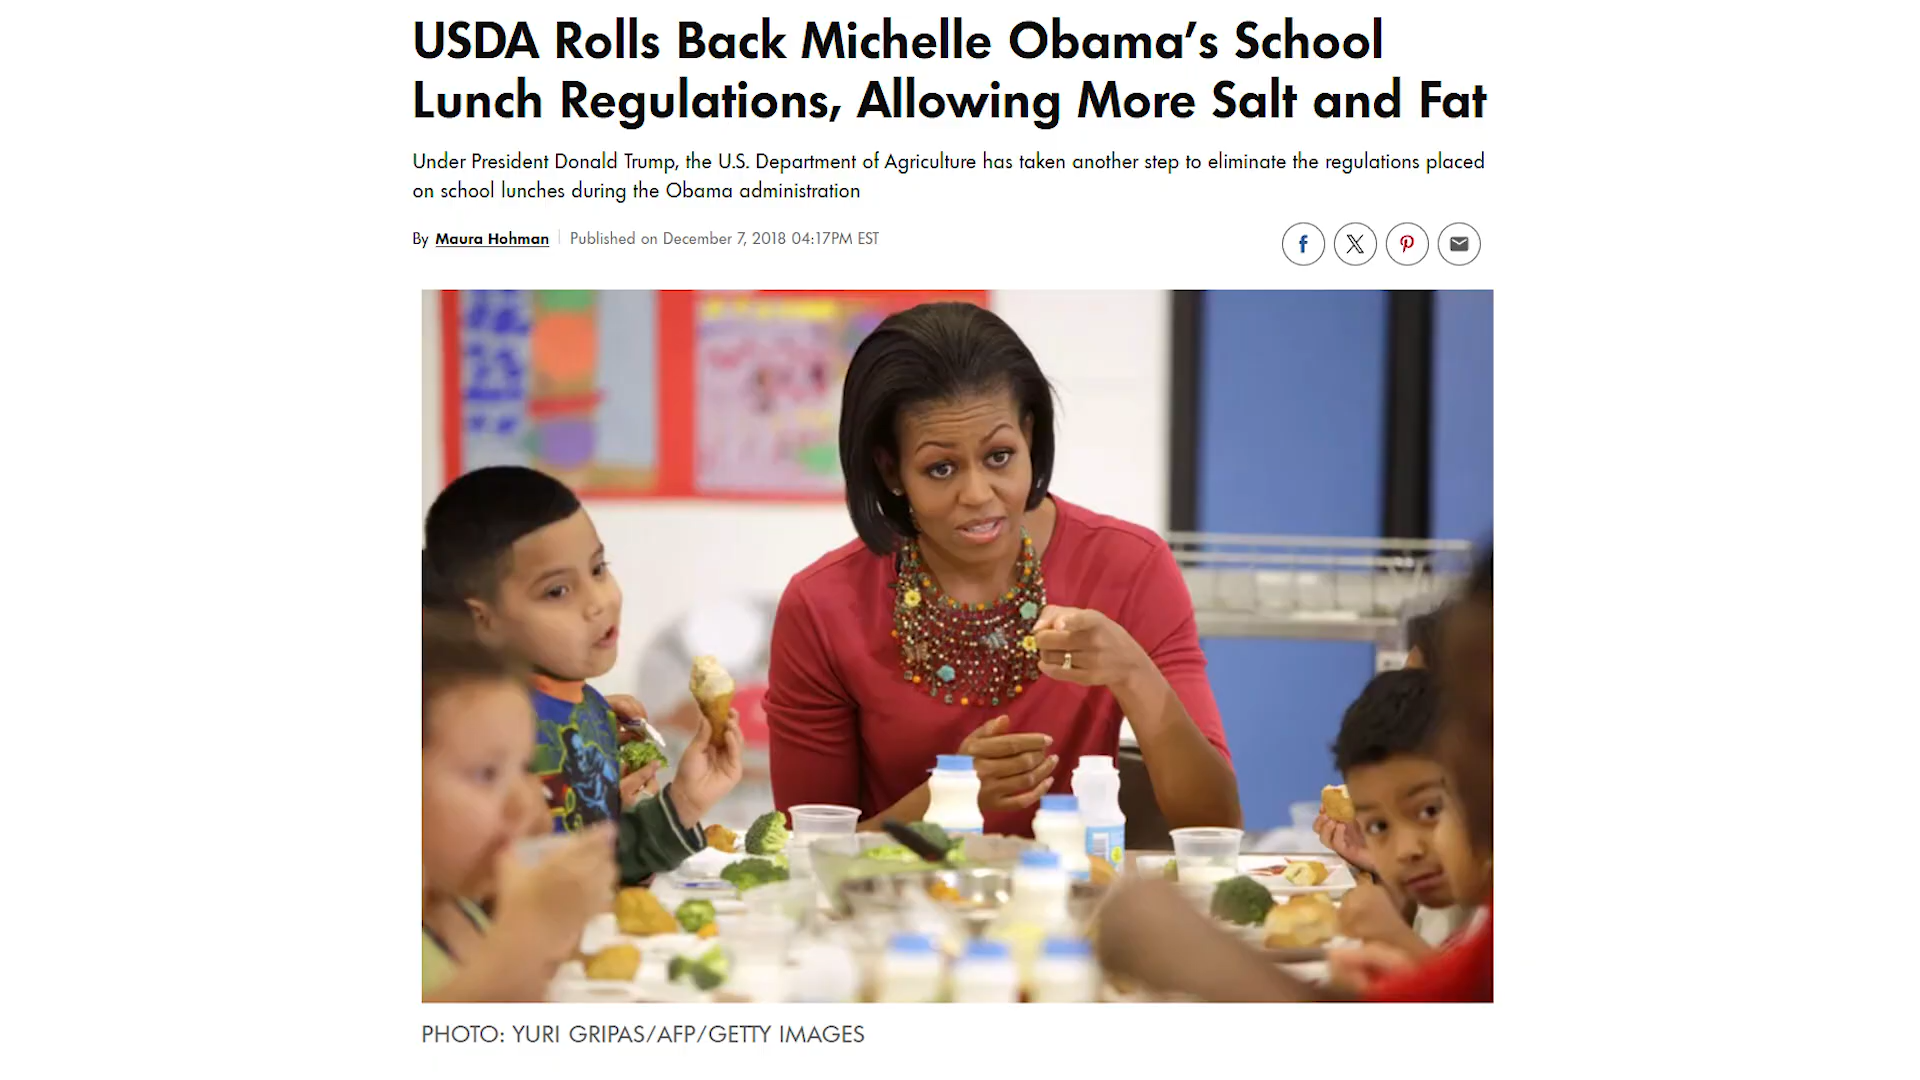 USDA Rolls Back Michelle Obama’s School
Lunch Regulations, Allowing More Salt and Fat
Under President Donald Trump, the U.S. Department of Agriculture has taken another step to eliminate the regulations placed
on school lunches during the Obama administration
By Maura Hohman | Published on December 7, 2018 04:17PM EST
PHOTO: YURI GRIPAS/AFP/GETTY IMAGES